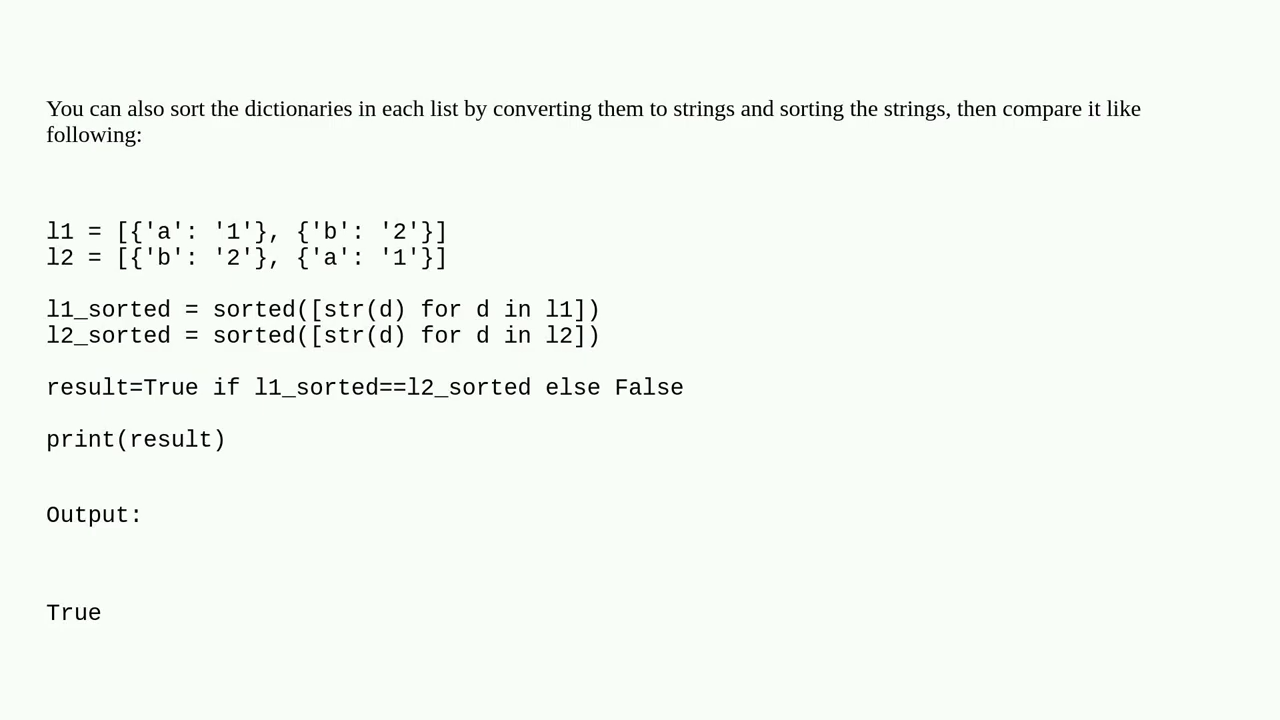 You can also sort the dictionaries in each list by converting them to strings and sorting the strings, then compare it like
following:
l1 = [{'a': '1'}, {'b': '2'}]
l2 = [{'b': '2'}, {'a': '1'}]
l1_sorted = sorted([str(d) for d in l1])
l2_sorted = sorted([str(d) for d in l2])
result=True if l1_sorted==l2_sorted else False
print(result)
Output:
True